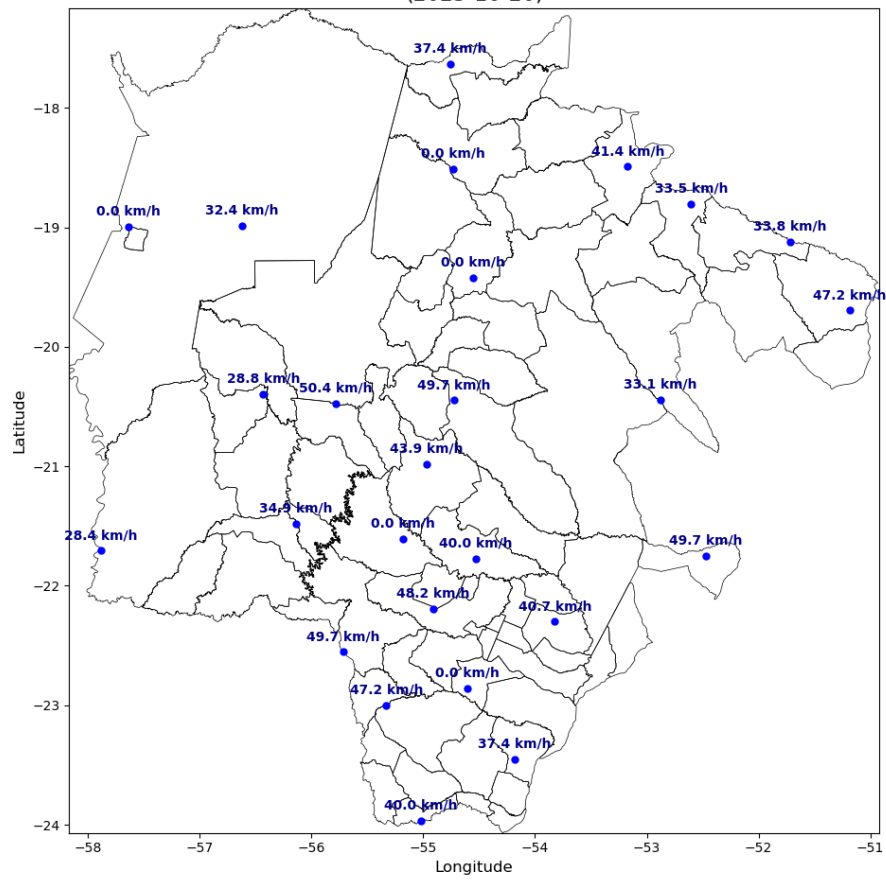 37.4 km/h
−18
0.0 km/h
41.4 km/h
33.5 km/h
0.0 km/h
32.4 km/h
33.8 km/h
−19
0.0 km/h
47.2 km/h
−20
28.8 km/h
50.4 km/h
49.7 km/h
33.1 km/h
Latitude
43.9 km/h
−21
34.9 km/h
0.0 km/h
28.4 km/h
40.0 km/h
49.7 km/h
−22
48.2 km/h
40.7 km/h
49.7 km/h
0.0 km/h
47.2 km/h
−23
37.4 km/h
40.0 km/h
−24
−58 −57 −56 −55 −54 −53 −52 −51
Longitude